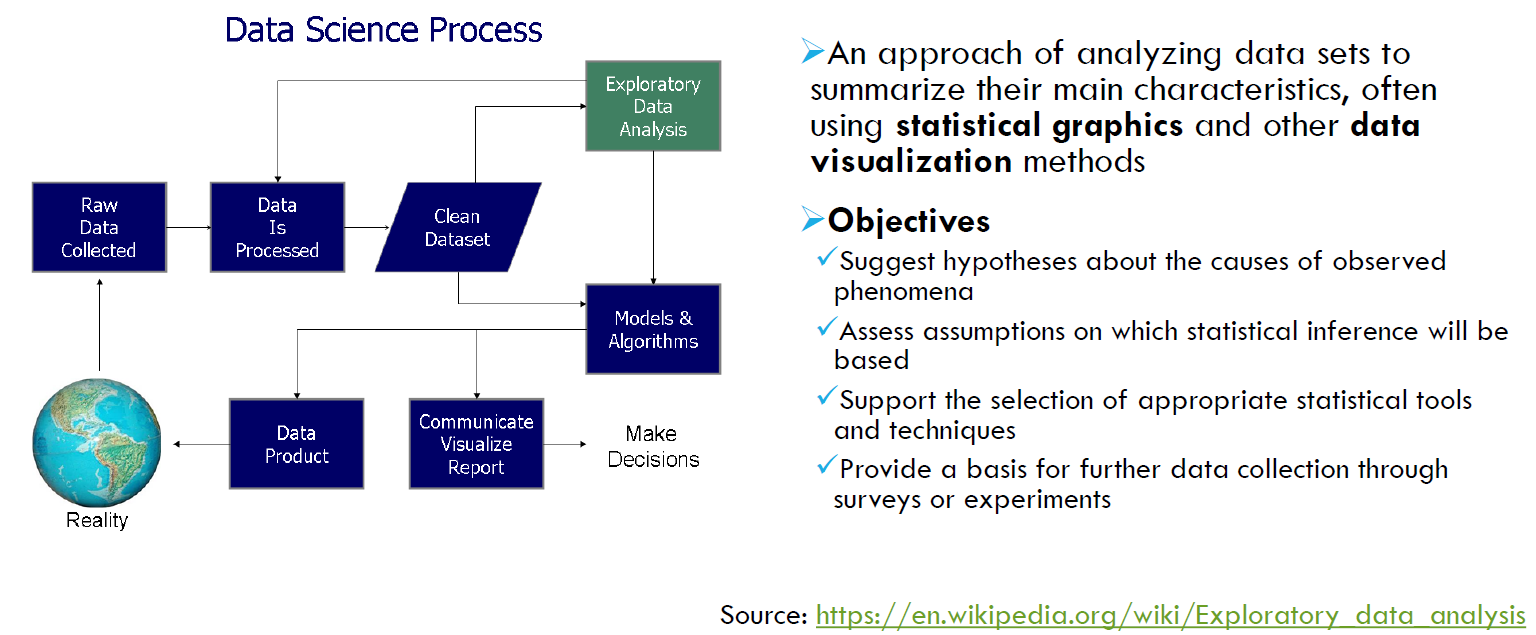 Data Science Process
Exploratory
Data
Analysis
Raw
Data
Collected
Data
Is
Processed
Clean
Dataset
Models &
Algorithms
Data
Product
Communicate
Visualize
Report
Make
Decisions
Reality
An approach of analyzing data sets to
summarize their main characteristics, often
using statistical graphics and other data
visualization methods
Objectives
Suggest hypotheses about the causes of observed
phenomena
Assess assumptions on which statistical inference will be
based
Support the selection of appropriate statistical tools
and techniques
Provide a basis for further data collection through
surveys or experiments
Source: https://en.wikipedia.org/wiki/Exploratory_data_analysis